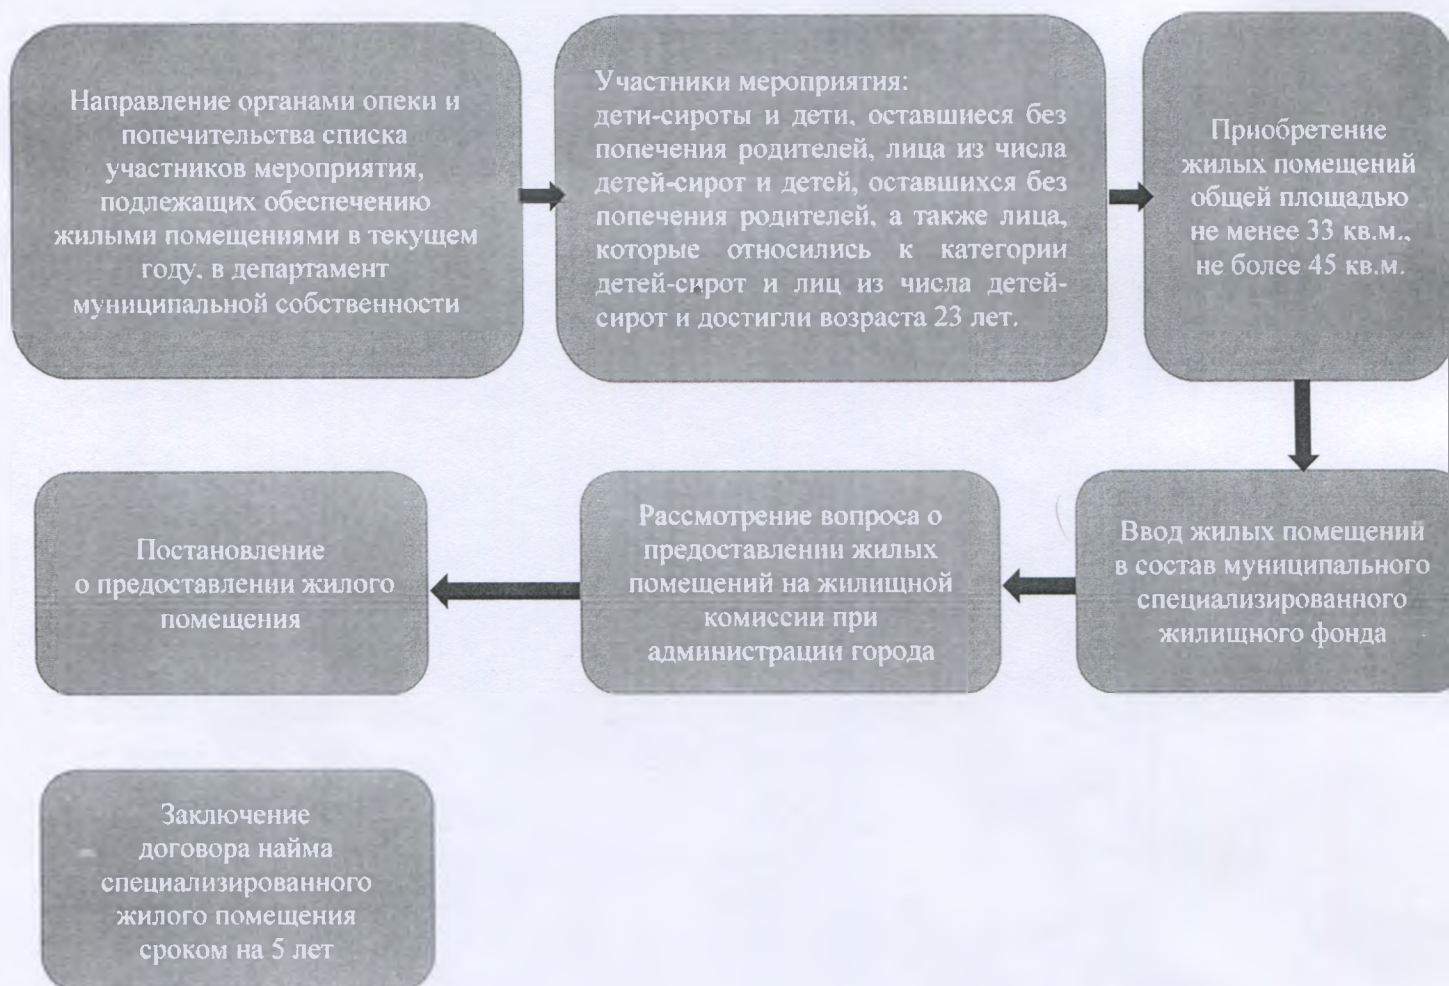 Направление органами опеки и
попечительства списка
участников мероприятия,
подлежащих обеспечению
жилыми помещениями в текущем
году, в департамент
муниципальной собственности
Участники мероприятия:
дети-сироты и дети, оставшиеся без
попечения родителей, лица из числа
детей-сирот и детей, оставшихся без
попечения родителей, а также лица,
которые относились к категории
детей-сирот и лиц из числа детей-
сирот и достигли возраста 23 лет.
Приобретение
жилых помещений
общей площадью
не менее 33 кв.м.,
не более 45 кв.м.
Ввод жилых помещений
в состав муниципального
специализированного
жилищного фонда
Рассмотрение вопроса о
предоставлении жилых
помещений на жилищной
комиссии при
администрации города
Постановление
о предоставлении жилого
помещения
Заключение
договора найма
специализированного
жилого помещения
сроком на 5 лет